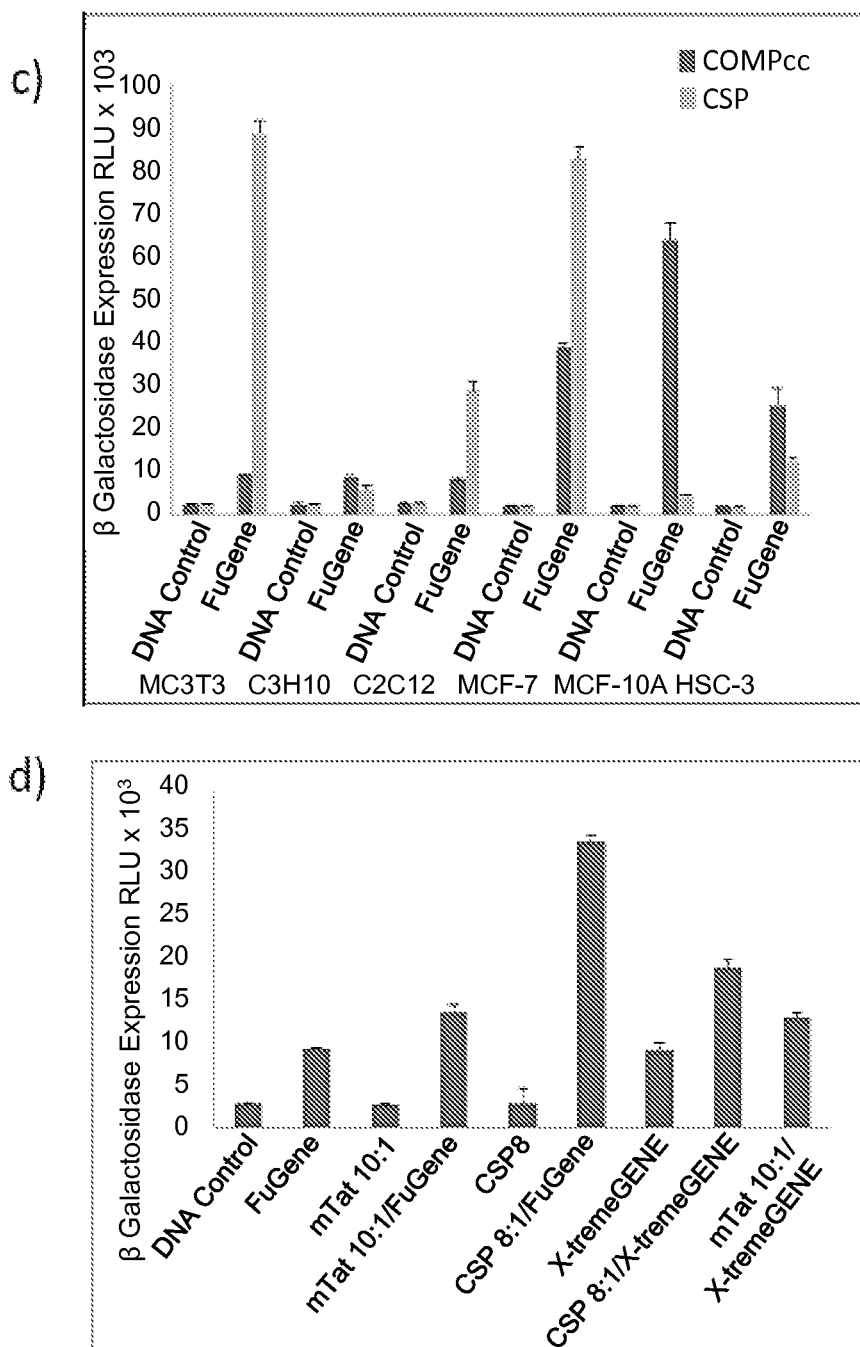 c)
β Galactosidase Expression RLU x 103
COMPcc
CSP
100
90
80
70
60
50
40
30
20
10
0
DNA Control
FuGene
DNA Control
FuGene
DNA Control
FuGene
DNA Control
FuGene
DNA Control
FuGene
DNA Control
FuGene
MC3T3 C3H10 C2C12 MCF-7 MCF-10A HSC-3
d)
β Galactosidase Expression RLU x 10³
40
35
30
25
20
15
10
5
0
DNA Control
FuGene
mTat 10:1
mTat 10:1/FuGene
CSP8
CSP 8:1/FuGene
X-tremeGENE
CSP 8:1/X-tremeGENE
mTat 10:1/
X-tremeGENE